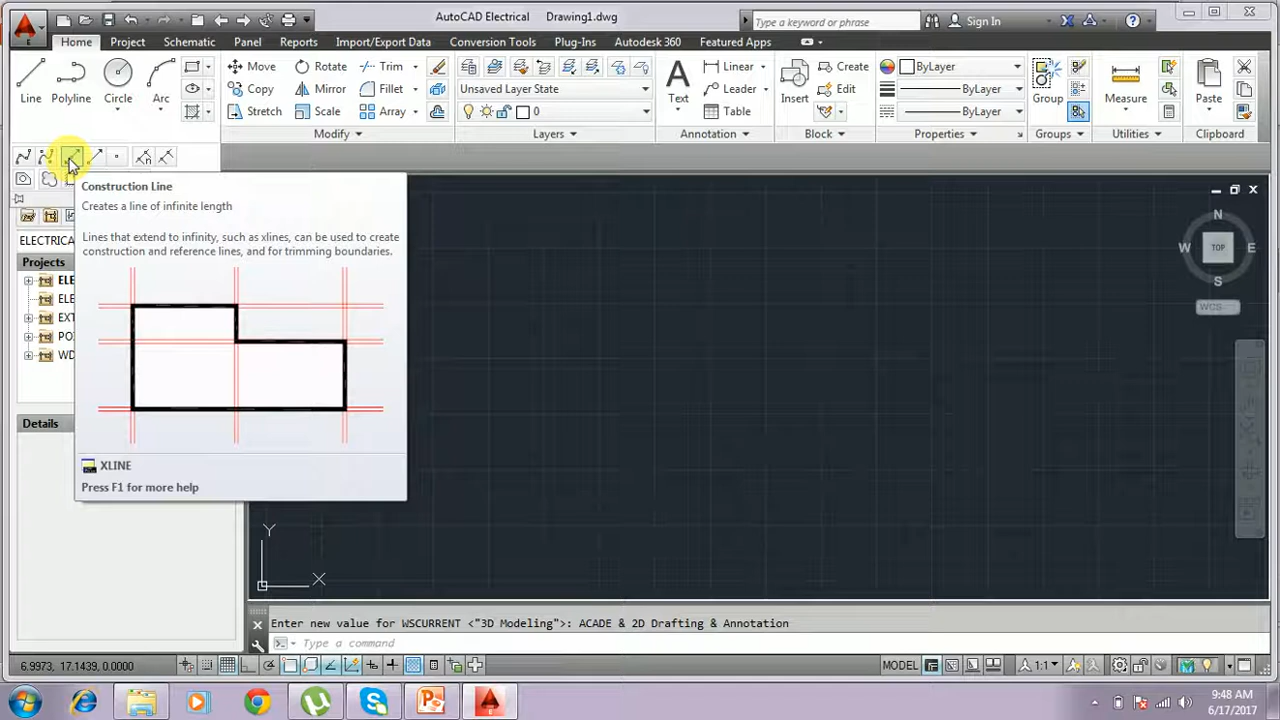 AutoCAD Electrical Drawing1.dwg
Type a keyword or phrase
Sign In
Home Project Schematic Panel Reports Import/Export Data Conversion Tools Plug-Ins Autodesk 360 Featured Apps
Line Polyline Circle Arc
Move Rotate Trim
Copy Mirror Fillet
Stretch Scale Array
Modify
Unsaved Layer State
0
Layers
Text
Linear
Leader
Table
Annotation
Insert
Create
Edit
Block
ByLayer
ByLayer
ByLayer
Properties
Group
Groups
Measure
Utilities
Paste
Clipboard
Construction Line
Creates a line of infinite length
Lines that extend to infinity, such as xlines, can be used to create
construction and reference lines, and for trimming boundaries.
XLINE
Press F1 for more help
ELECTRICA
Projects
ELE
ELE
EXT
POI
WD
Details
N
W TOP E
S
WCS
Y
X
Enter new value for WSCURRENT <"3D Modeling">: ACADE & 2D Drafting & Annotation
Type a command
6.9973, 17.1439, 0.0000
MODEL
1:1
9:48 AM
6/17/2017